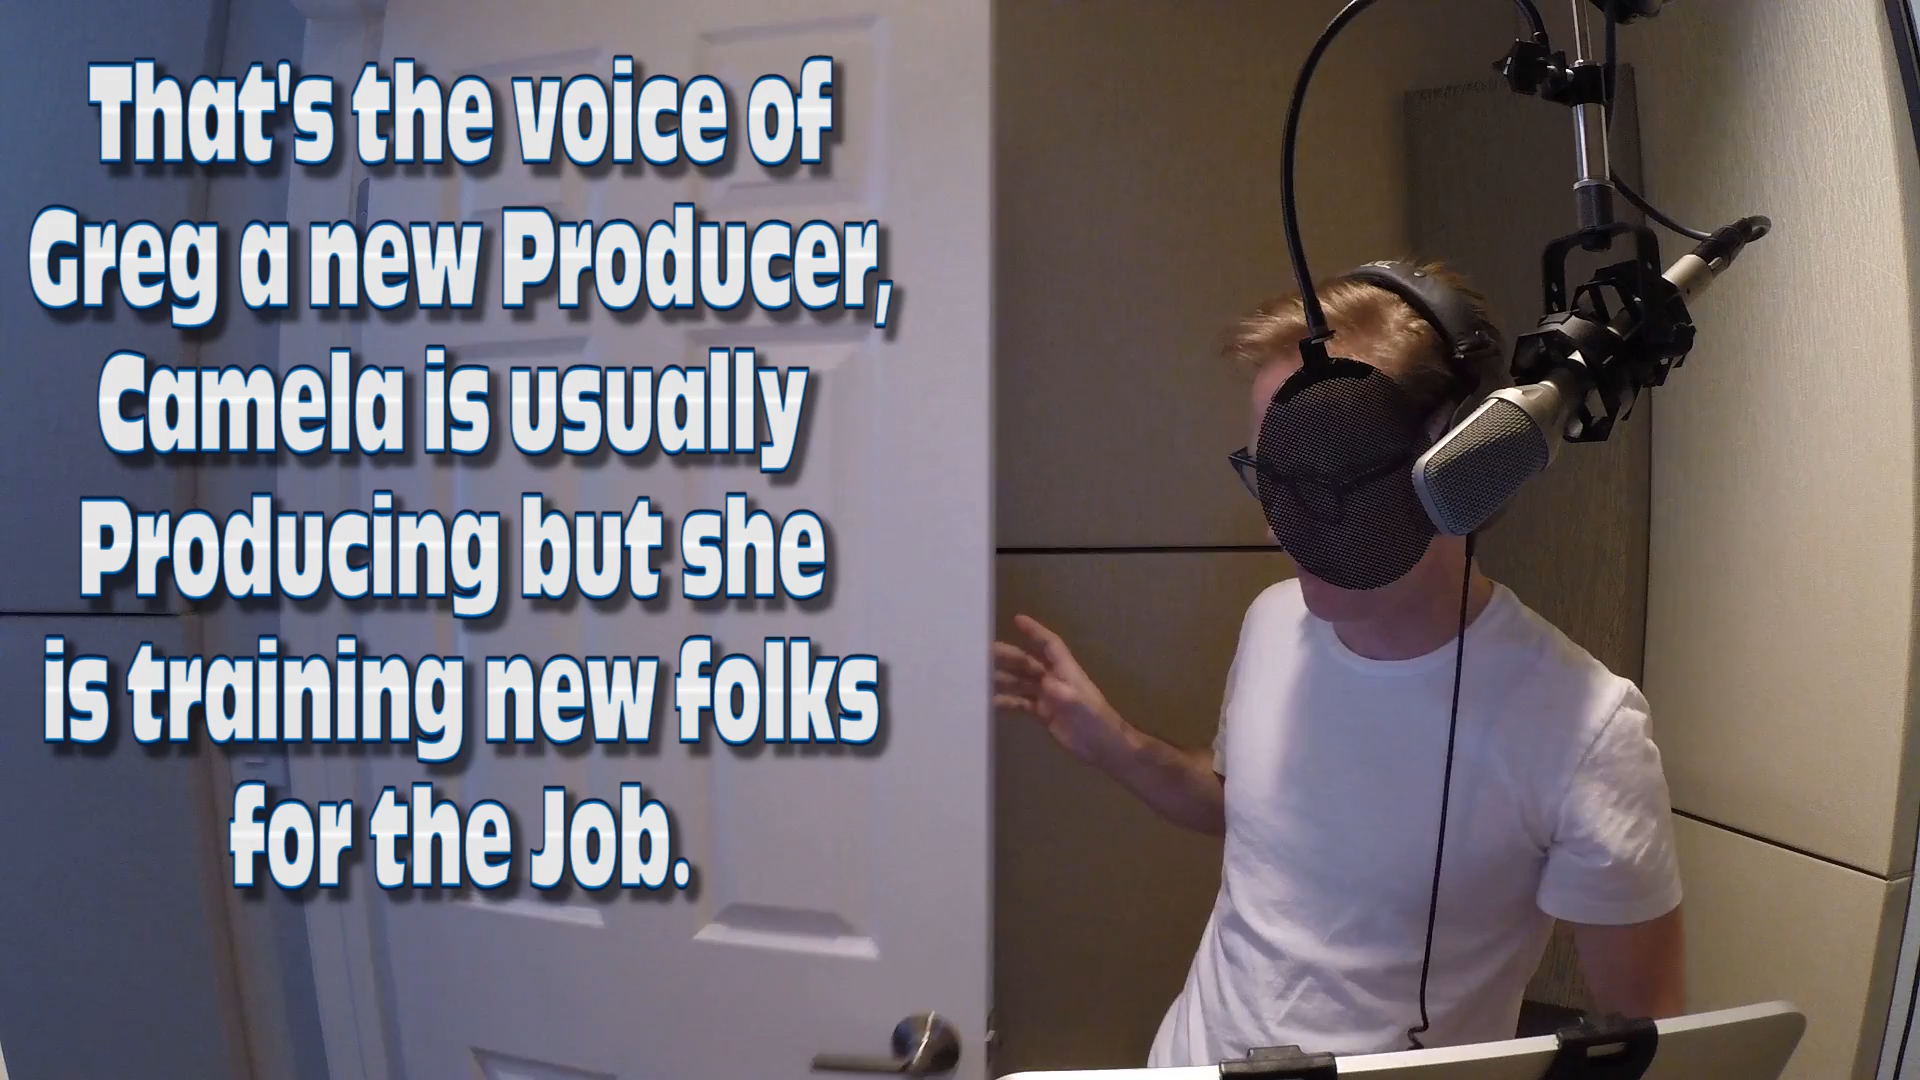 That's the voice of
Greg a new Producer,
Camela is usually
Producing but she
is training new folks
for the Job.